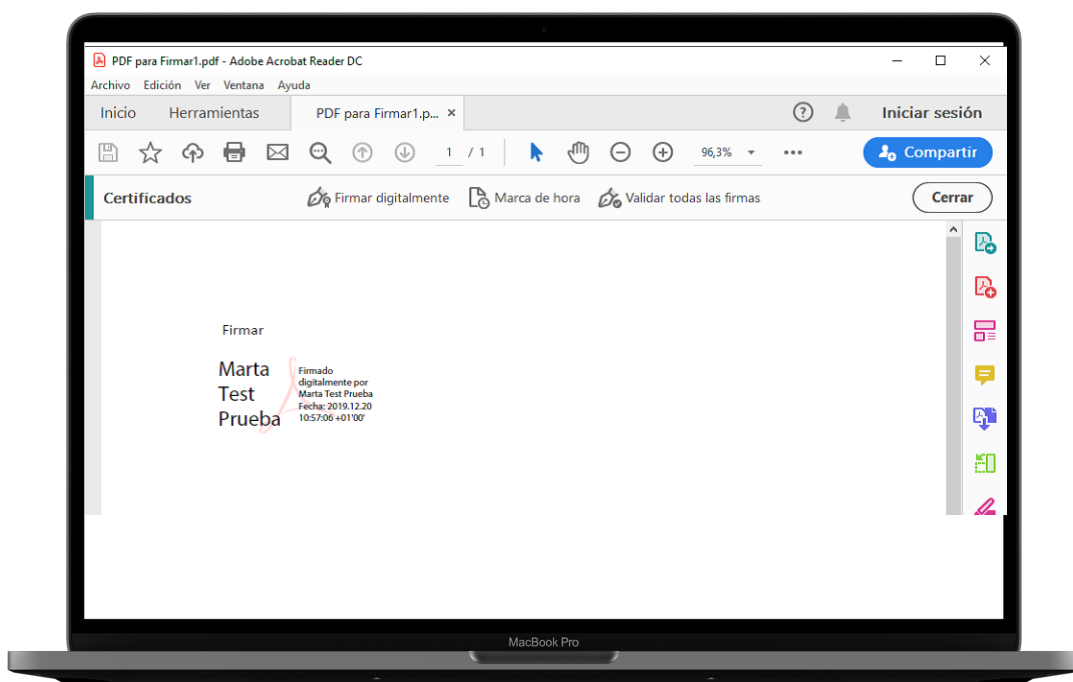 PDF para Firmar1.pdf - Adobe Acrobat Reader DC
Archivo Edición Ver Ventana Ayuda
Inicio Herramientas PDF para Firmar1.p... × Iniciar sesión
1 / 1 96,3% Compartir
Certificados Firmar digitalmente Marca de hora Validar todas las firmas Cerrar
Firmar
Marta
Test
Prueba
Firmado
digitalmente por
Marta Test Prueba
Fecha: 2019.12.20
10:57:06 +01'00'
MacBook Pro